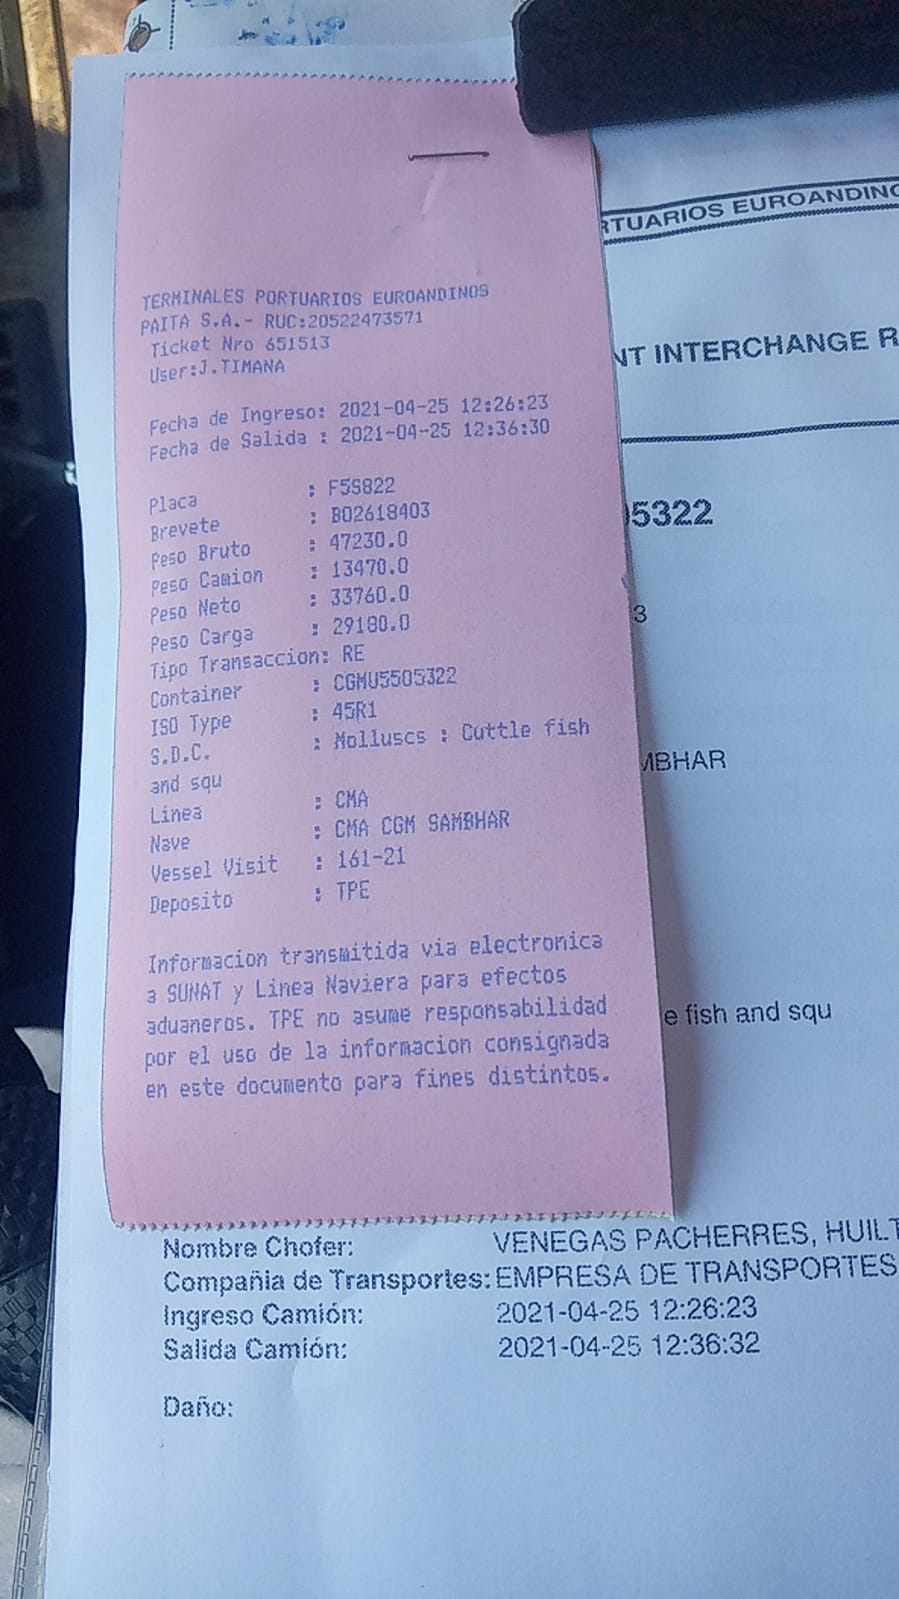 TERMINALES PORTUARIOS EUROANDINOS
PAITA S.A.- RUC:20522473571
Ticket Nro 651513
User:J.TIMANA
Fecha de Ingreso: 2021-04-25 12:26:23
Fecha de Salida : 2021-04-25 12:36:30
Placa : F5S822
Brevete : B02618403
Peso Bruto : 47230.0
Peso Camion : 13470.0
Peso Neto : 33760.0
Peso Carga : 29180.0
Tipo Transaccion: RE
Container : CGMU5505322
ISO Type : 45R1
S.D.C. : Molluscs : Cuttle fish
and squ
Linea : CMA
Nave : CMA CGM SAMBHAR
Vessel Visit : 161-21
Deposito : TPE
Informacion transmitida via electronica
a SUNAT y Linea Naviera para efectos
aduaneros. TPE no asume responsabilidad
por el uso de la informacion consignada
en este documento para fines distintos.
RTUARIOS EUROANDINO
NT INTERCHANGE R
5322
3
MBHAR
e fish and squ
Nombre Chofer: VENEGAS PACHERRES, HUILT
Compañia de Transportes: EMPRESA DE TRANSPORTES
Ingreso Camión: 2021-04-25 12:26:23
Salida Camión: 2021-04-25 12:36:32
Daño: